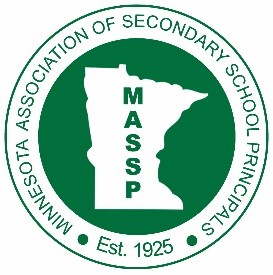 MINNESOTA ASSOCIATION OF SECONDARY SCHOOL PRINCIPALS
MASSP
• Est. 1925 •